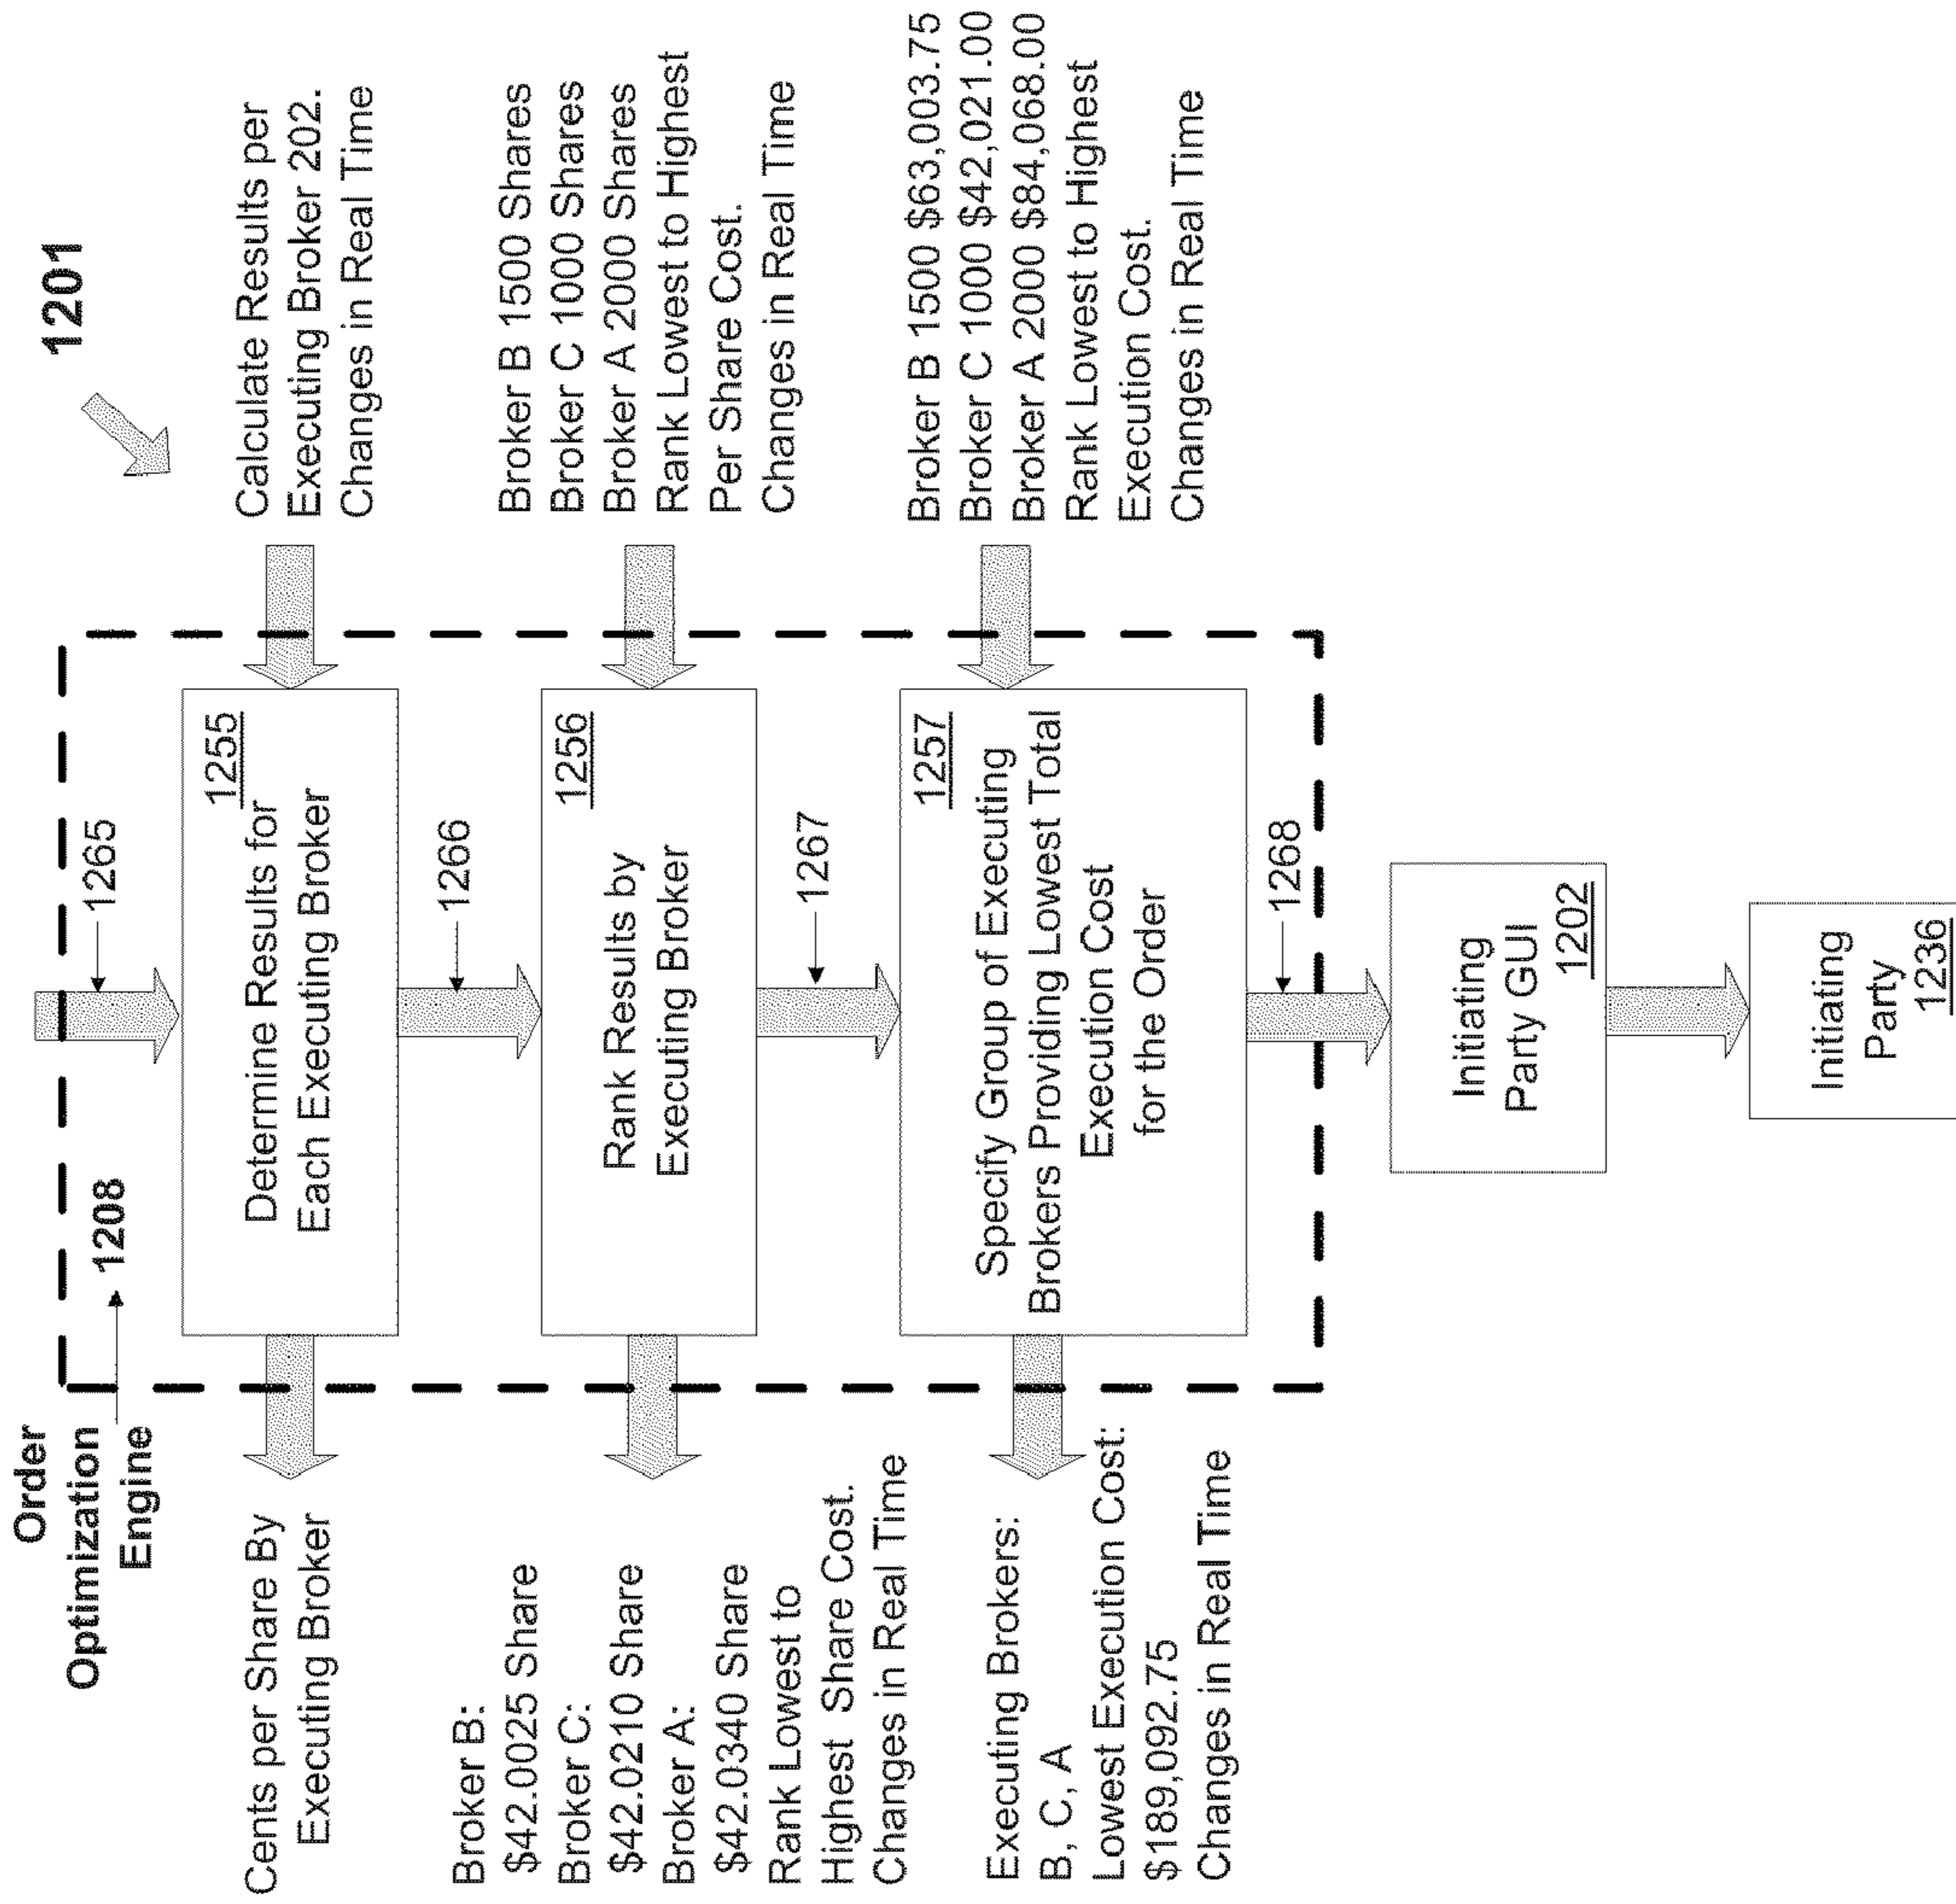 1201
Order
Optimization
Engine
1208
1265
Cents per Share By
Executing Broker
1255
Determine Results for
Each Executing Broker
Calculate Results per
Executing Broker 202.
Changes in Real Time
1266
Broker B:
$42.0025 Share
Broker C:
$42.0210 Share
Broker A:
$42.0340 Share
Rank Lowest to
Highest Share Cost.
Changes in Real Time
1256
Rank Results by
Executing Broker
Broker B 1500 Shares
Broker C 1000 Shares
Broker A 2000 Shares
Rank Lowest to Highest
Per Share Cost.
Changes in Real Time
1267
Executing Brokers:
B, C, A
Lowest Execution Cost:
$189,092.75
Changes in Real Time
1257
Specify Group of Executing
Brokers Providing Lowest Total
Execution Cost
for the Order
Broker B 1500 $63,003.75
Broker C 1000 $42,021.00
Broker A 2000 $84,068.00
Rank Lowest to Highest
Execution Cost.
Changes in Real Time
1268
Initiating
Party GUI
1202
Initiating
Party
1236